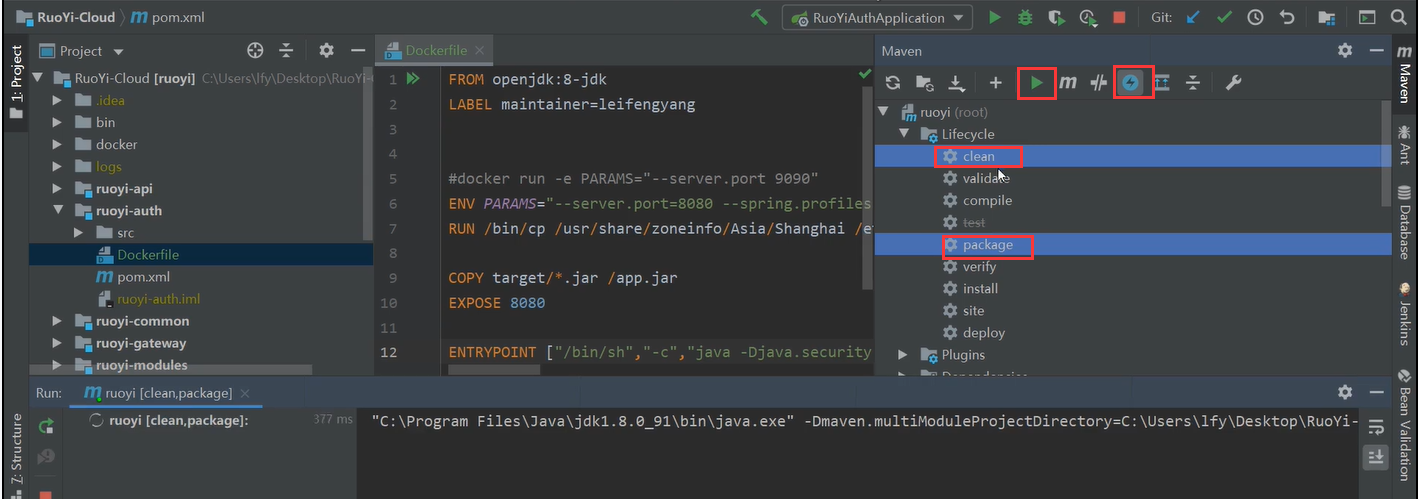 RuoYi-Cloud
pom.xml
RuoYiAuthApplication
Git:
1: Project
Project
RuoYi-Cloud [ruoyi] C:\Users\lfy\Desktop\RuoYi-
.idea
bin
docker
logs
ruoyi-api
ruoyi-auth
src
Dockerfile
pom.xml
ruoyi-auth.iml
ruoyi-common
ruoyi-gateway
ruoyi-modules
Dockerfile
1 FROM openjdk:8-jdk
2 LABEL maintainer=leifengyang
3
4
5 #docker run -e PARAMS="--server.port 9090"
6 ENV PARAMS="--server.port=8080 --spring.profiles
7 RUN /bin/cp /usr/share/zoneinfo/Asia/Shanghai /e
8
9 COPY target/*.jar /app.jar
10 EXPOSE 8080
11
12 ENTRYPOINT ["/bin/sh","-c","java -Djava.security
Maven
ruoyi (root)
Lifecycle
clean
validate
compile
test
package
verify
install
site
deploy
Plugins
Dependencies
Maven
Ant
Database
Jenkins
Bean Validation
Run:
ruoyi [clean,package]
ruoyi [clean,package]:
377 ms
"C:\Program Files\Java\jdk1.8.0_91\bin\java.exe" -Dmaven.multiModuleProjectDirectory=C:\Users\lfy\Desktop\RuoYi-
7: Structure